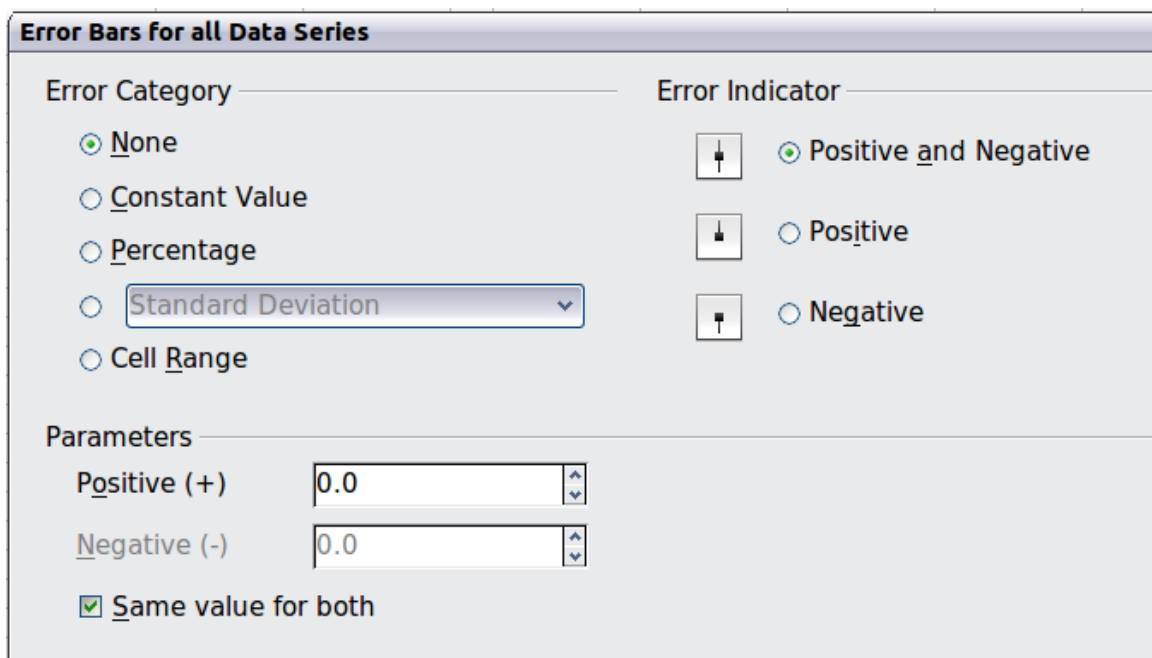 Error Bars for all Data Series
Error Category
None
Constant Value
Percentage
Standard Deviation
Cell Range
Error Indicator
Positive and Negative
Positive
Negative
Parameters
Positive (+) 0.0
Negative (-) 0.0
Same value for both